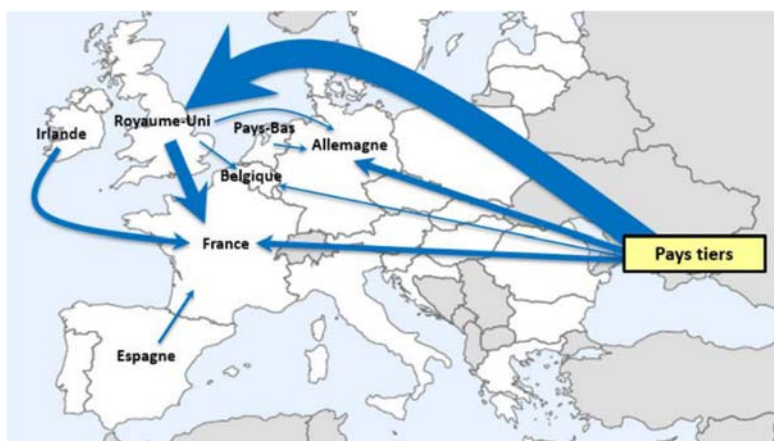 Irlande
Royaume-Uni
Pays-Bas
Allemagne
Belgique
France
Pays tiers
Espagne